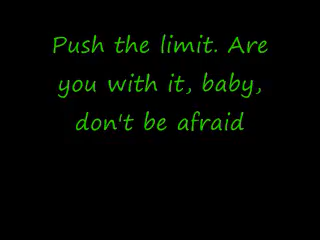 Push the limit. Are
you with it, baby,
don't be afraid